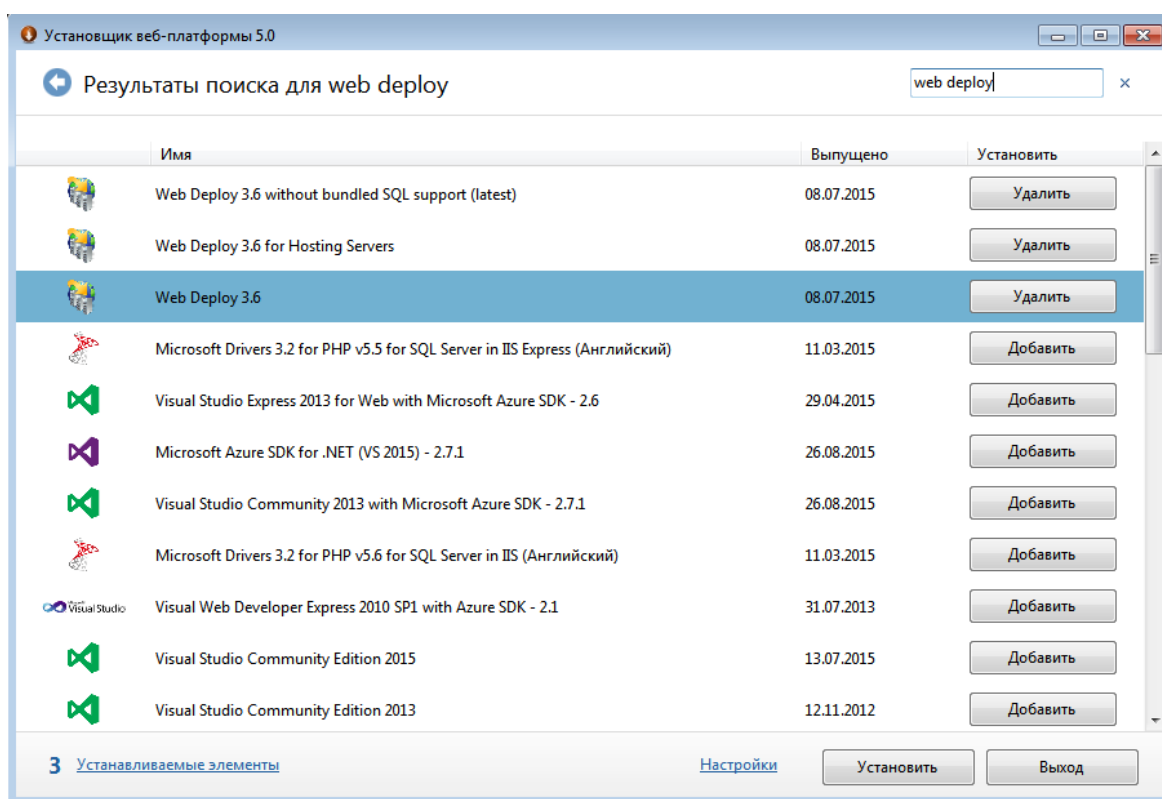 Установщик веб-платформы 5.0
Результаты поиска для web deploy web deploy
Имя Выпущено Установить
Web Deploy 3.6 without bundled SQL support (latest) 08.07.2015 Удалить
Web Deploy 3.6 for Hosting Servers 08.07.2015 Удалить
Web Deploy 3.6 08.07.2015 Удалить
Microsoft Drivers 3.2 for PHP v5.5 for SQL Server in IIS Express (Английский) 11.03.2015 Добавить
Visual Studio Express 2013 for Web with Microsoft Azure SDK - 2.6 29.04.2015 Добавить
Microsoft Azure SDK for .NET (VS 2015) - 2.7.1 26.08.2015 Добавить
Visual Studio Community 2013 with Microsoft Azure SDK - 2.7.1 26.08.2015 Добавить
Microsoft Drivers 3.2 for PHP v5.6 for SQL Server in IIS (Английский) 11.03.2015 Добавить
Visual Studio Visual Web Developer Express 2010 SP1 with Azure SDK - 2.1 31.07.2013 Добавить
Visual Studio Community Edition 2015 13.07.2015 Добавить
Visual Studio Community Edition 2013 12.11.2012 Добавить
3 Устанавливаемые элементы Настройки Установить Выход